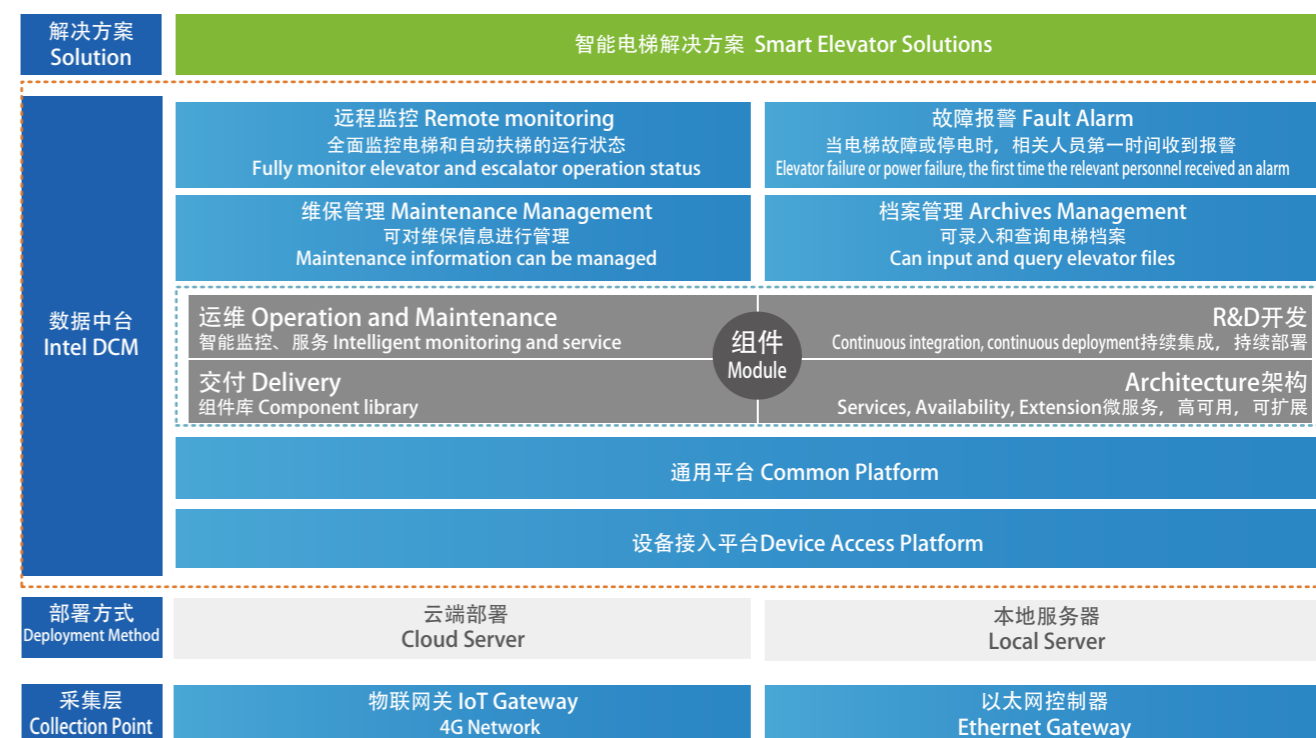 解决方案
Solution
智能电梯解决方案 Smart Elevator Solutions
数据中台
Intel DCM
远程监控 Remote monitoring
全面监控电梯和自动扶梯的运行状态
Fully monitor elevator and escalator operation status
故障报警 Fault Alarm
当电梯故障或停电时，相关人员第一时间收到报警
Elevator failure or power failure, the first time the relevant personnel received an alarm
维保管理 Maintenance Management
可对维保信息进行管理
Maintenance information can be managed
档案管理 Archives Management
可录入和查询电梯档案
Can input and query elevator files
运维 Operation and Maintenance
智能监控、服务 Intelligent monitoring and service
交付 Delivery
组件库 Component library
组件
Module
R&D开发
Continuous integration, continuous deployment持续集成，持续部署
Architecture架构
Services, Availability, Extension微服务，高可用，可扩展
通用平台 Common Platform
设备接入平台Device Access Platform
部署方式
Deployment Method
云端部署
Cloud Server
本地服务器
Local Server
采集层
Collection Point
物联网关 IoT Gateway
4G Network
以太网控制器
Ethernet Gateway